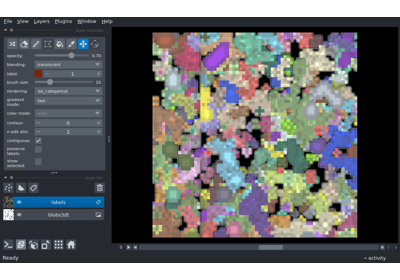 File View Layers Plugins Window Help
opacity: 0.70
blending: translucent
label: 1
brush size: 10
rendering: iso_categorical
gradient mode: fast
color mode:
contour: 0
n edit dim: 2
contiguous:
preserve labels:
show selected:
labels
blobs3dt
0
Ready
activity